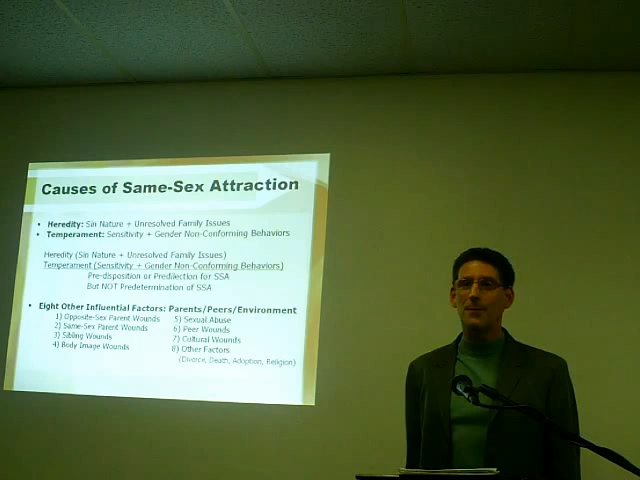 Causes of Same-Sex Attraction
• Heredity: Sin Nature + Unresolved Family Issues
• Temperament: Sensitivity + Gender Non-Conforming Behaviors
Heredity (Sin Nature + Unresolved Family Issues)
Temperament (Sensitivity + Gender Non-Conforming Behaviors)
Pre-disposition or Predilection for SSA
But NOT Predetermination of SSA
• Eight Other Influential Factors: Parents/Peers/Environment
1) Opposite-Sex Parent Wounds
2) Same-Sex Parent Wounds
3) Sibling Wounds
4) Body Image Wounds
5) Sexual Abuse
6) Peer Wounds
7) Cultural Wounds
8) Other Factors
(Divorce, Death, Adoption, Religion)